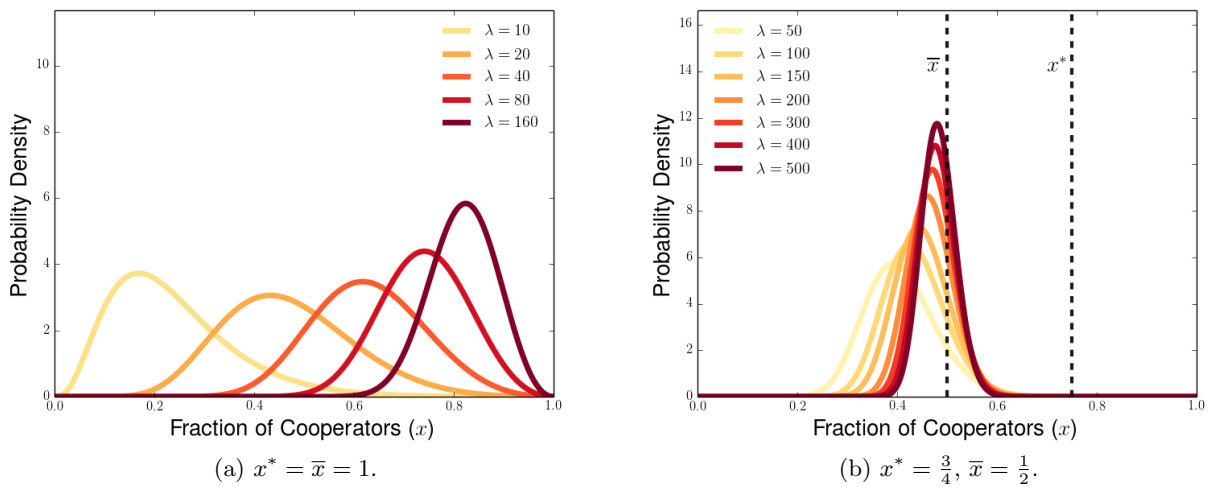 λ = 10
λ = 20
λ = 40
λ = 80
λ = 160
10
8
6
4
2
0
0.0 0.2 0.4 0.6 0.8 1.0
Probability Density
Fraction of Cooperators (x)
(a) x* = x̅ = 1.
λ = 50
λ = 100
λ = 150
λ = 200
λ = 300
λ = 400
λ = 500
x̅ x*
16
14
12
10
8
6
4
2
0
0.0 0.2 0.4 0.6 0.8 1.0
Probability Density
Fraction of Cooperators (x)
(b) x* = 3/4, x̅ = 1/2.